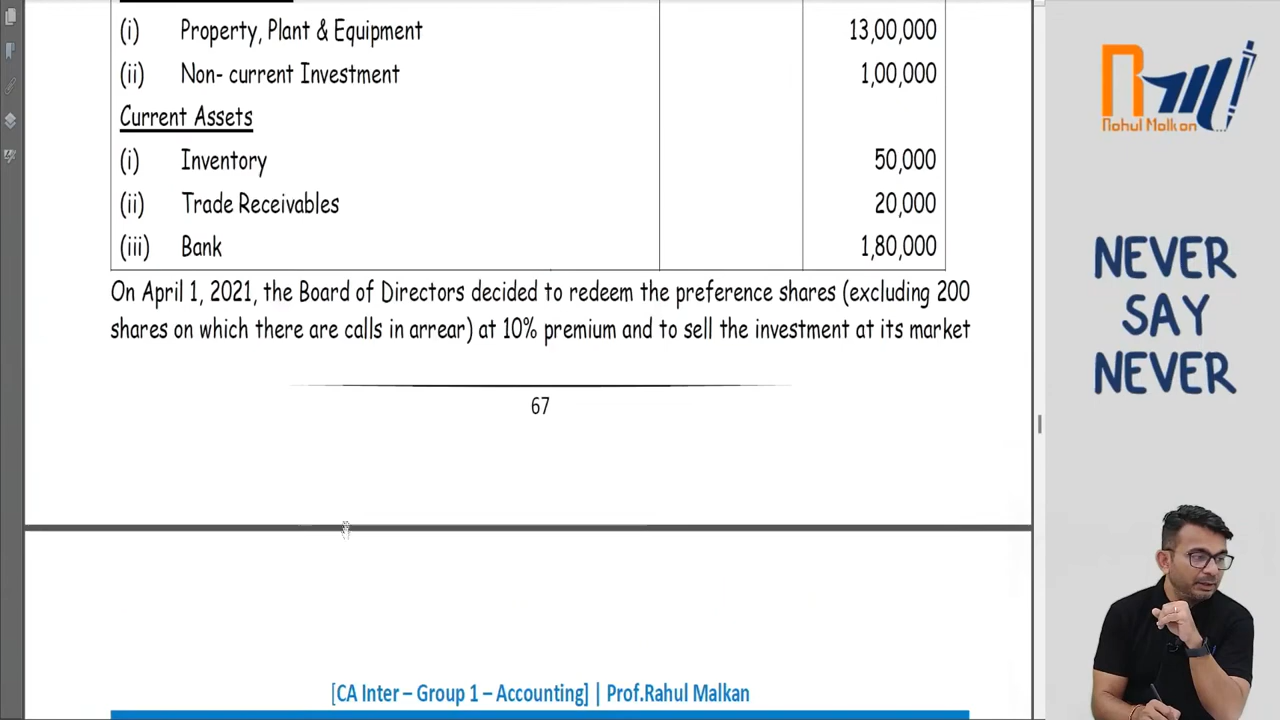 (i) Property, Plant & Equipment 13,00,000
(ii) Non- current Investment 1,00,000
Current Assets
(i) Inventory 50,000
(ii) Trade Receivables 20,000
(iii) Bank 1,80,000
On April 1, 2021, the Board of Directors decided to redeem the preference shares (excluding 200
shares on which there are calls in arrear) at 10% premium and to sell the investment at its market
67
[CA Inter – Group 1 – Accounting] | Prof.Rahul Malkan
Rahul Malkan...
NEVER
SAY
NEVER